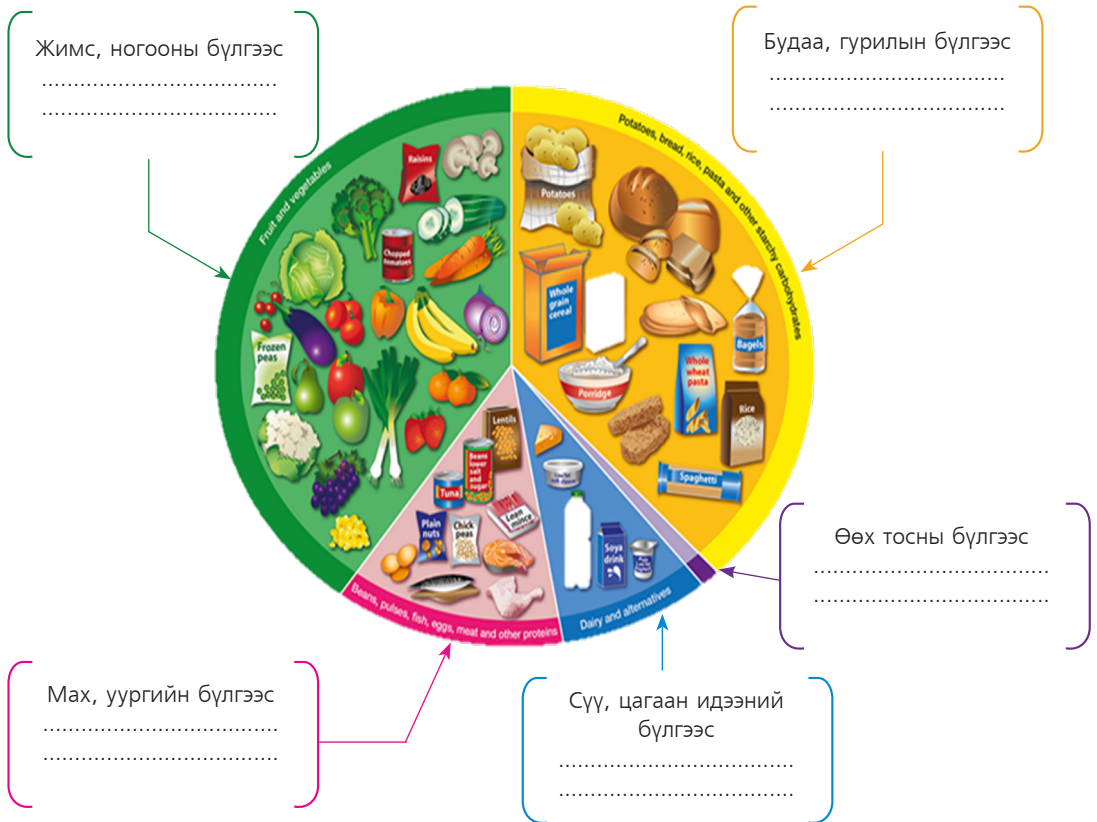 Жимс, ногооны бүлгээс
.....................................
.....................................
Будаа, гурилын бүлгээс
.....................................
.....................................
Fruit and vegetables
Potatoes, bread, rice, pasta and other starchy carbohydrates
Raisins
Potatoes
Chopped
tomatoes
Whole
grain
cereal
Frozen
peas
Bagels
Whole
wheat
pasta
Porridge
Rice
Lentils
Beans
lower
salt
and
sugar
Spaghetti
Tuna
Lean
mince
Plain
nuts
Chick
peas
Soya
drink
Beans, pulses, fish, eggs, meat and other proteins
Dairy and alternatives
Өөх тосны бүлгээс
.....................................
.....................................
Мах, уургийн бүлгээс
.....................................
.....................................
Сүү, цагаан идээний
бүлгээс
.....................................
.....................................